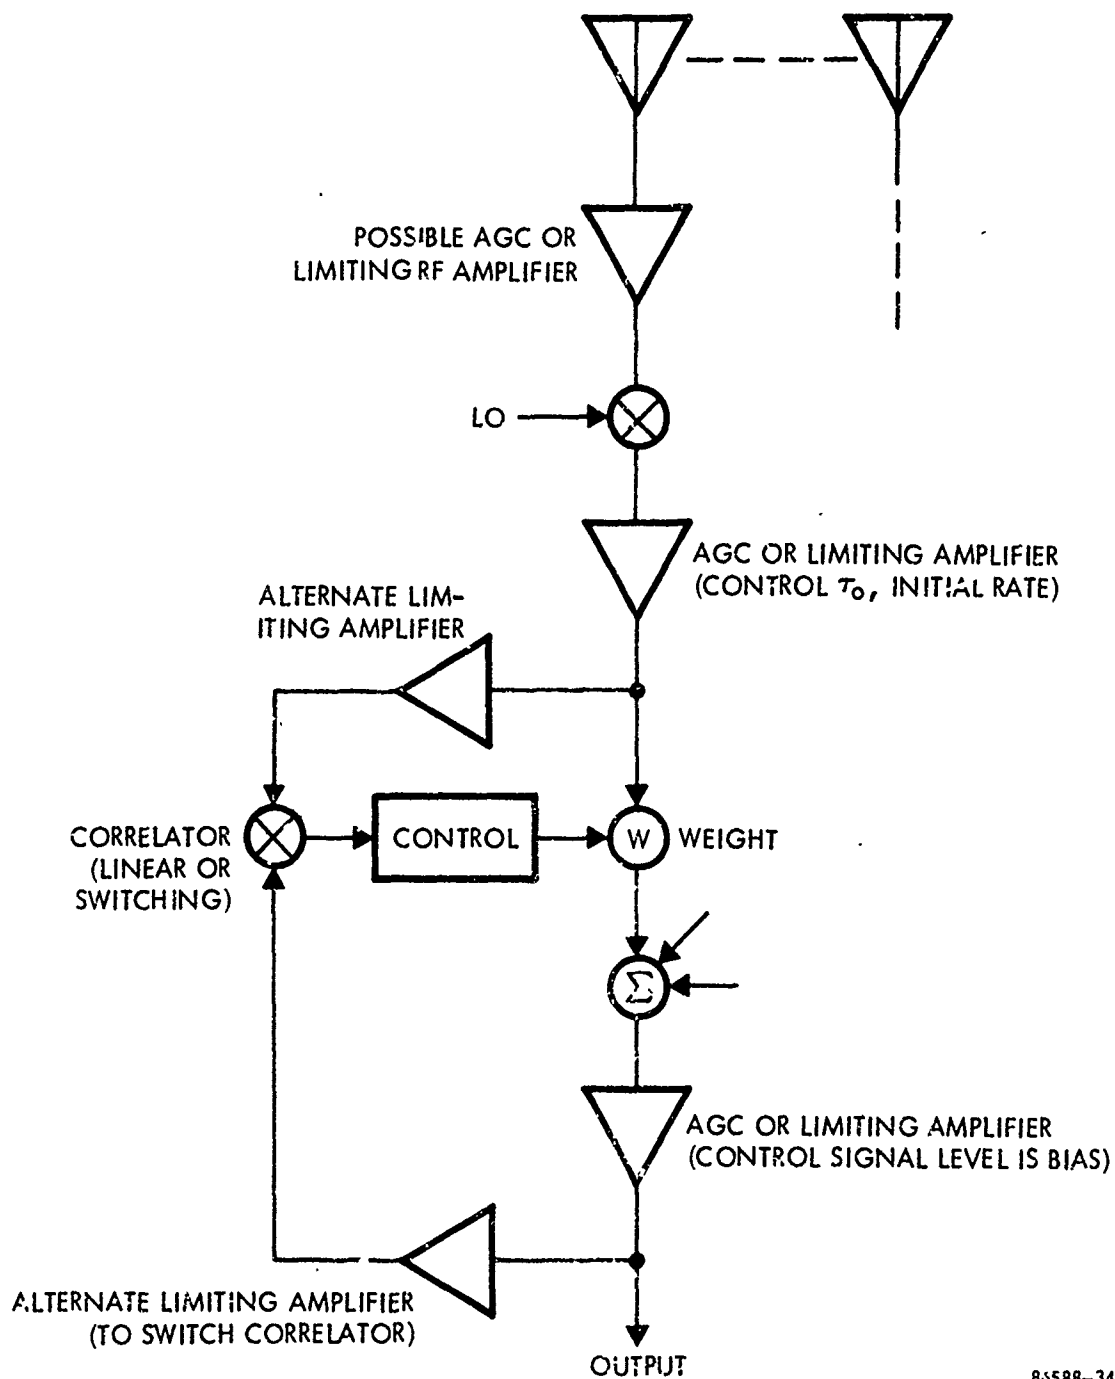 POSSIBLE AGC OR
LIMITING RF AMPLIFIER
LO
AGC OR LIMITING AMPLIFIER
(CONTROL τ₀, INITIAL RATE)
ALTERNATE LIM-
ITING AMPLIFIER
CORRELATOR
(LINEAR OR
SWITCHING)
CONTROL
W
WEIGHT
Σ
AGC OR LIMITING AMPLIFIER
(CONTROL SIGNAL LEVEL IS BIAS)
ALTERNATE LIMITING AMPLIFIER
(TO SWITCH CORRELATOR)
OUTPUT